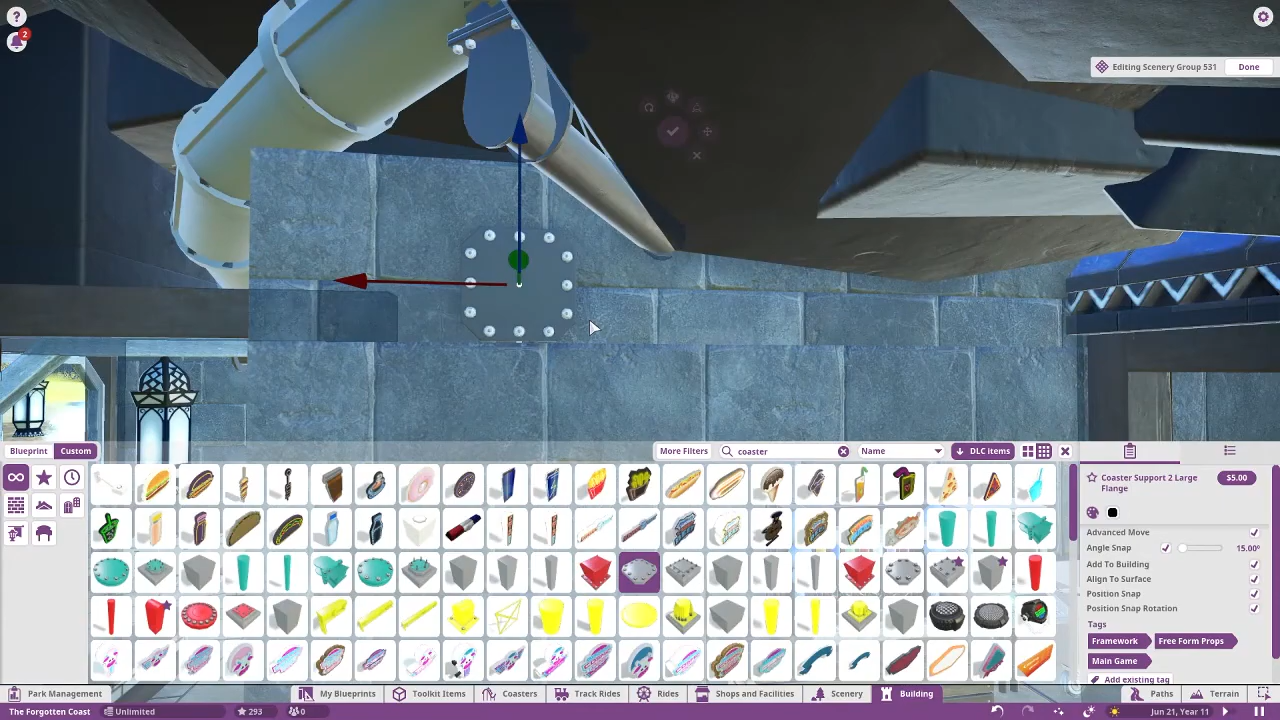 ?
2
Editing Scenery Group 531 Done
Blueprint Custom
More Filters coaster Name DLC items
Coaster Support 2 Large
Flange
$5.00
Advanced Move
Angle Snap 15.00º
Add To Building
Align To Surface
Position Snap
Position Snap Rotation
Tags
Framework Free Form Props
Main Game
Add existing tag
Park Management My Blueprints Toolkit Items Coasters Track Rides Rides Shops and Facilities Scenery Building Paths Terrain
The Forgotten Coast Unlimited 293 0 Jun 21, Year 11